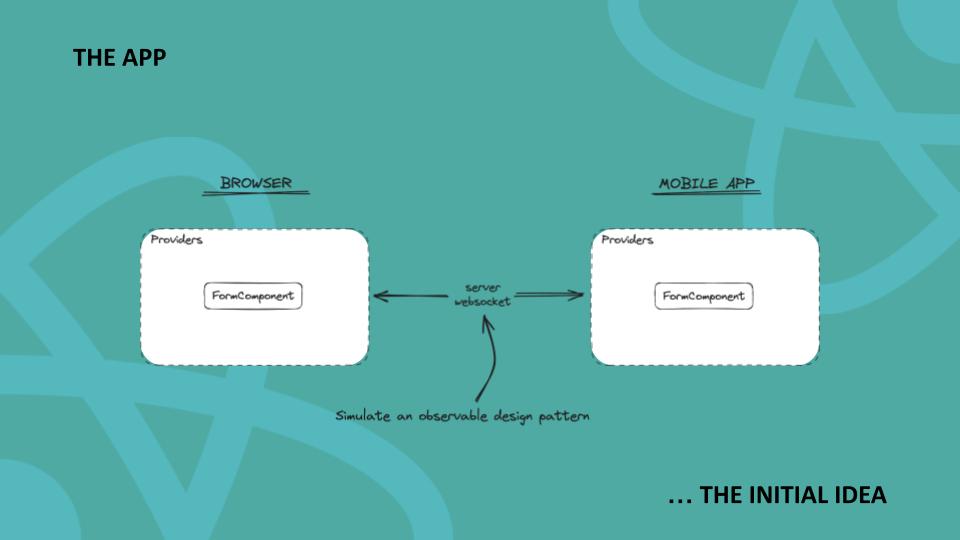 THE APP
BROWSER
MOBILE APP
Providers
Providers
FormComponent
server
websocket
FormComponent
Simulate an observable design pattern
... THE INITIAL IDEA